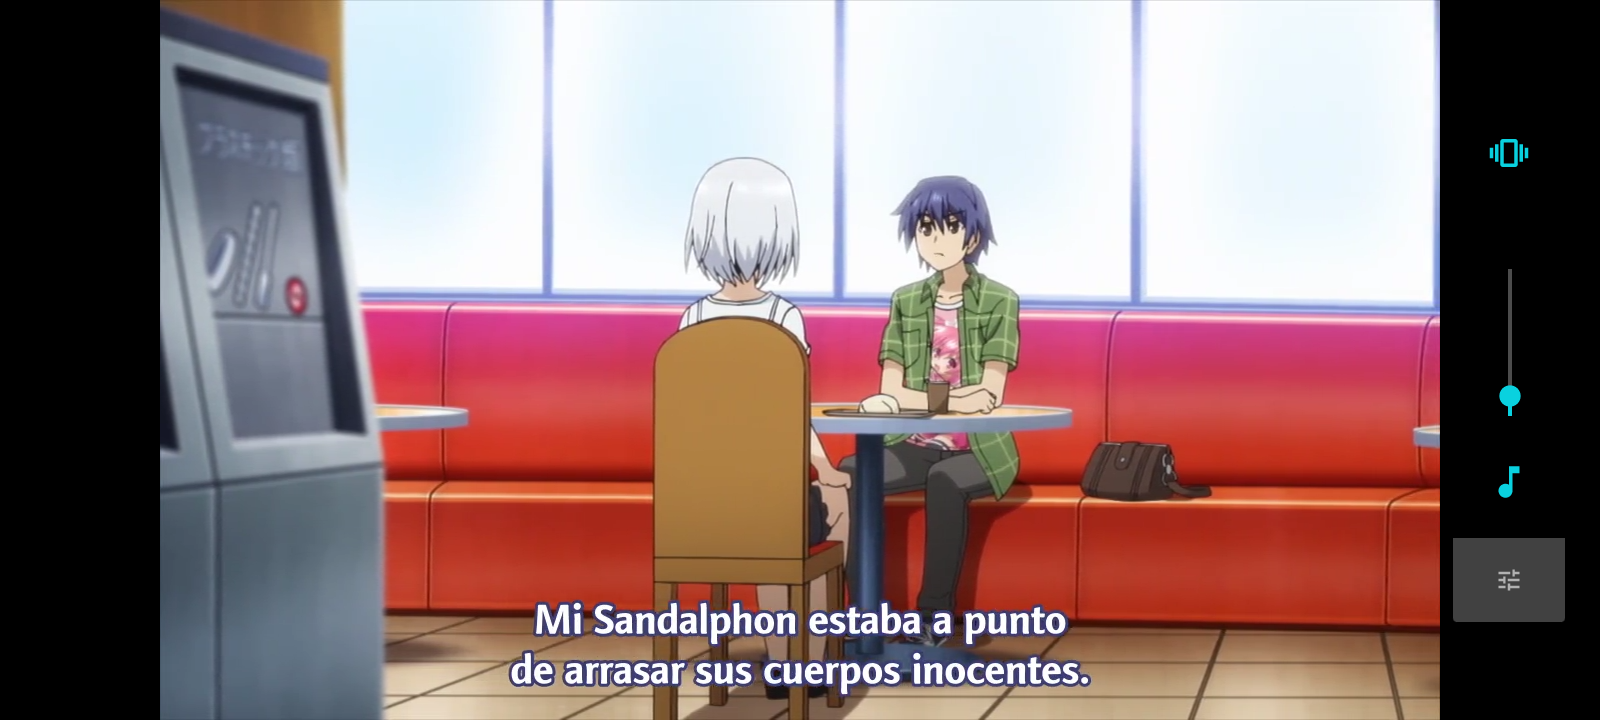 Mi Sandalphon estaba a punto
de arrasar sus cuerpos inocentes.